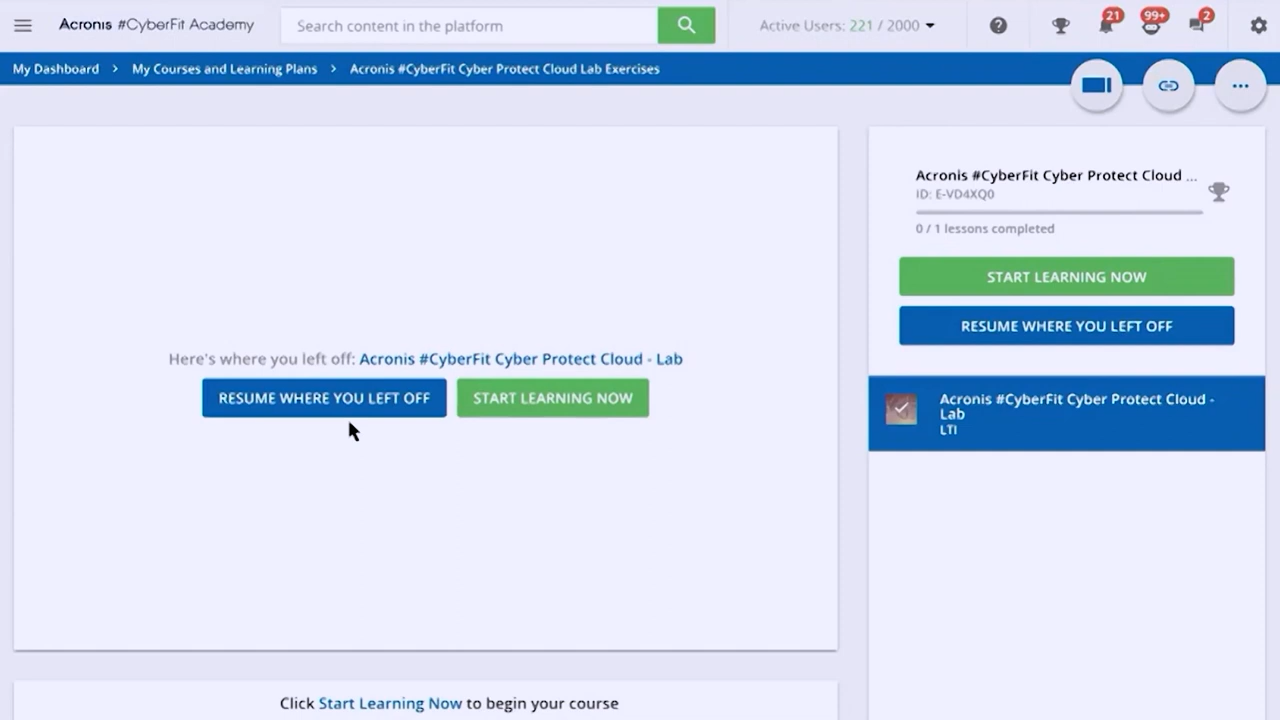 Acronis #CyberFit Academy
Search content in the platform
Active Users: 221 / 2000
21
99+
2
My Dashboard > My Courses and Learning Plans > Acronis #CyberFit Cyber Protect Cloud Lab Exercises
Here's where you left off: Acronis #CyberFit Cyber Protect Cloud - Lab
RESUME WHERE YOU LEFT OFF
START LEARNING NOW
Click Start Learning Now to begin your course
Acronis #CyberFit Cyber Protect Cloud ...
ID: E-VD4XQ0
0 / 1 lessons completed
START LEARNING NOW
RESUME WHERE YOU LEFT OFF
Acronis #CyberFit Cyber Protect Cloud -
Lab
LTI